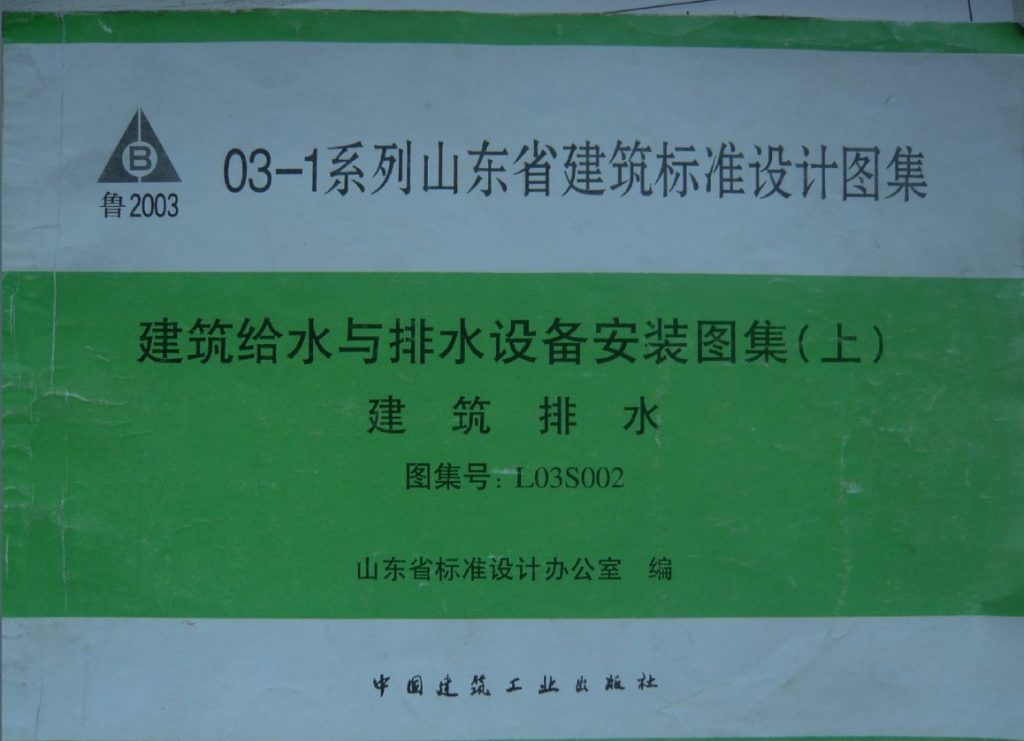 B
鲁2003
03-1系列山东省建筑标准设计图集
建筑给水与排水设备安装图集(上)
建筑排水
图集号: L03S002
山东省标准设计办公室 编
中国建筑工业出版社